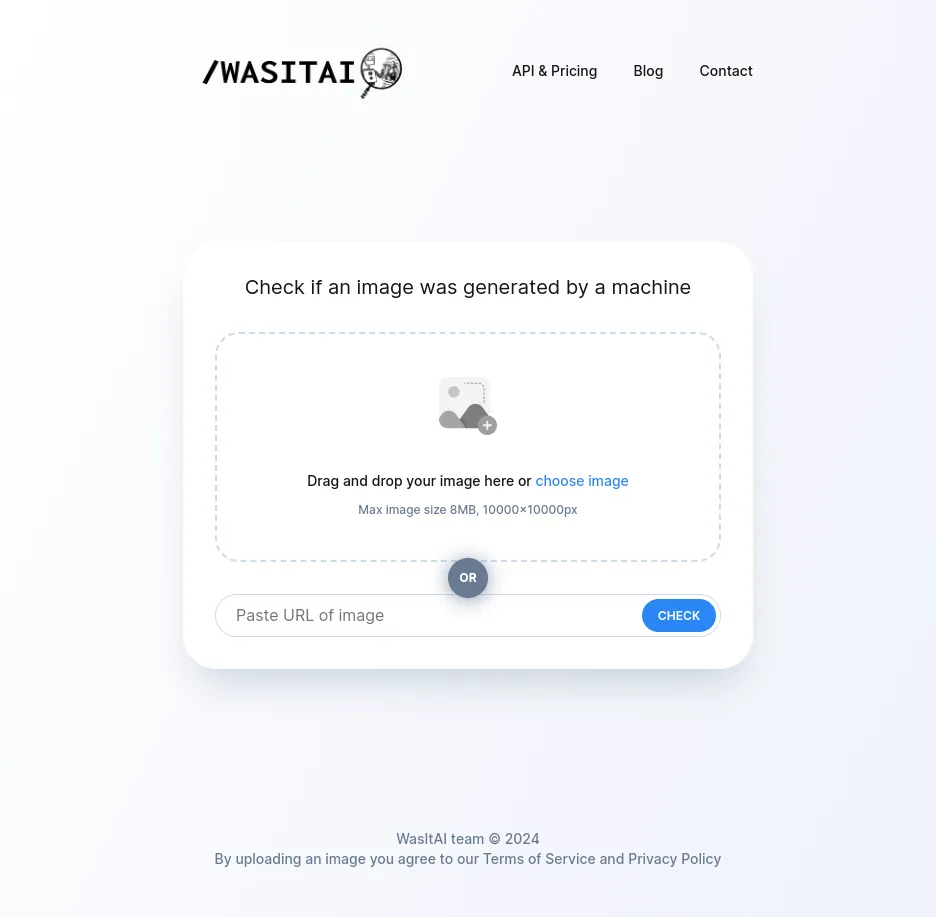 /WASITAI
API & Pricing
Blog
Contact
Check if an image was generated by a machine
Drag and drop your image here or choose image
Max image size 8MB, 10000×10000px
OR
Paste URL of image
CHECK
WasItAI team © 2024
By uploading an image you agree to our Terms of Service and Privacy Policy